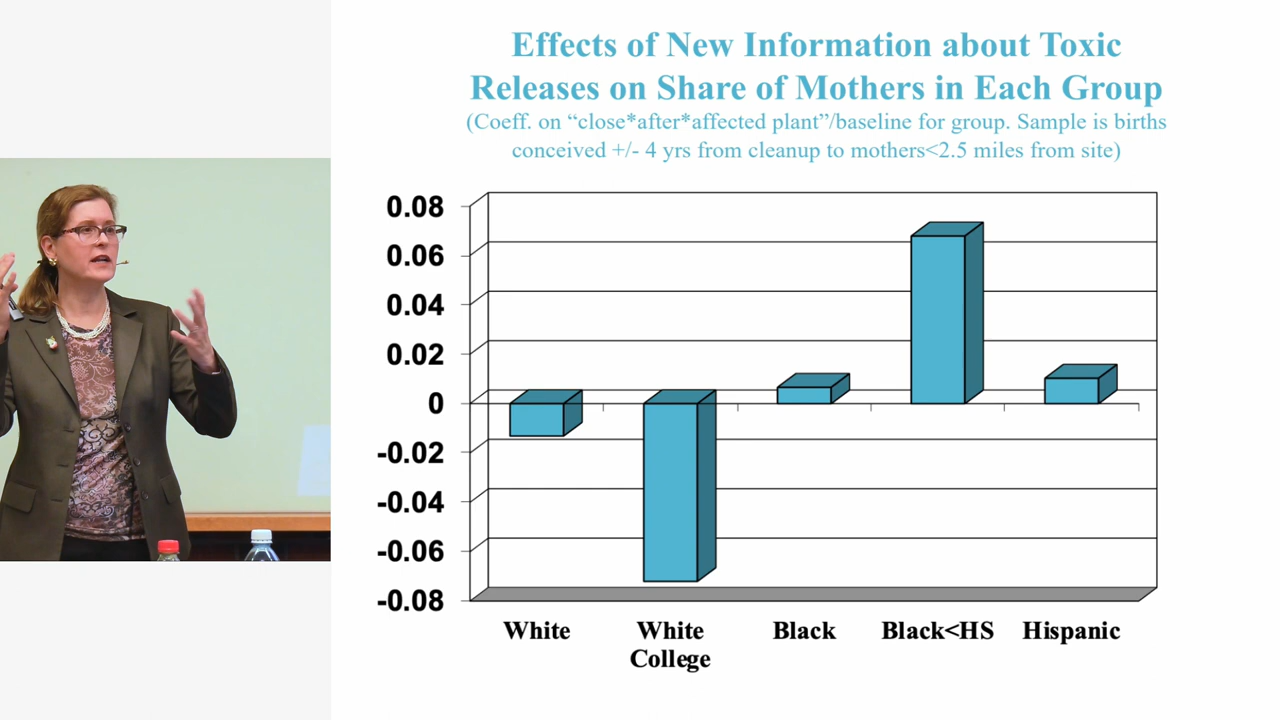 Effects of New Information about Toxic
Releases on Share of Mothers in Each Group
(Coeff. on “close*after*affected plant”/baseline for group. Sample is births
conceived +/- 4 yrs from cleanup to mothers<2.5 miles from site)
0.08
0.06
0.04
0.02
0
-0.02
-0.04
-0.06
-0.08
White
White
College
Black
Black<HS
Hispanic